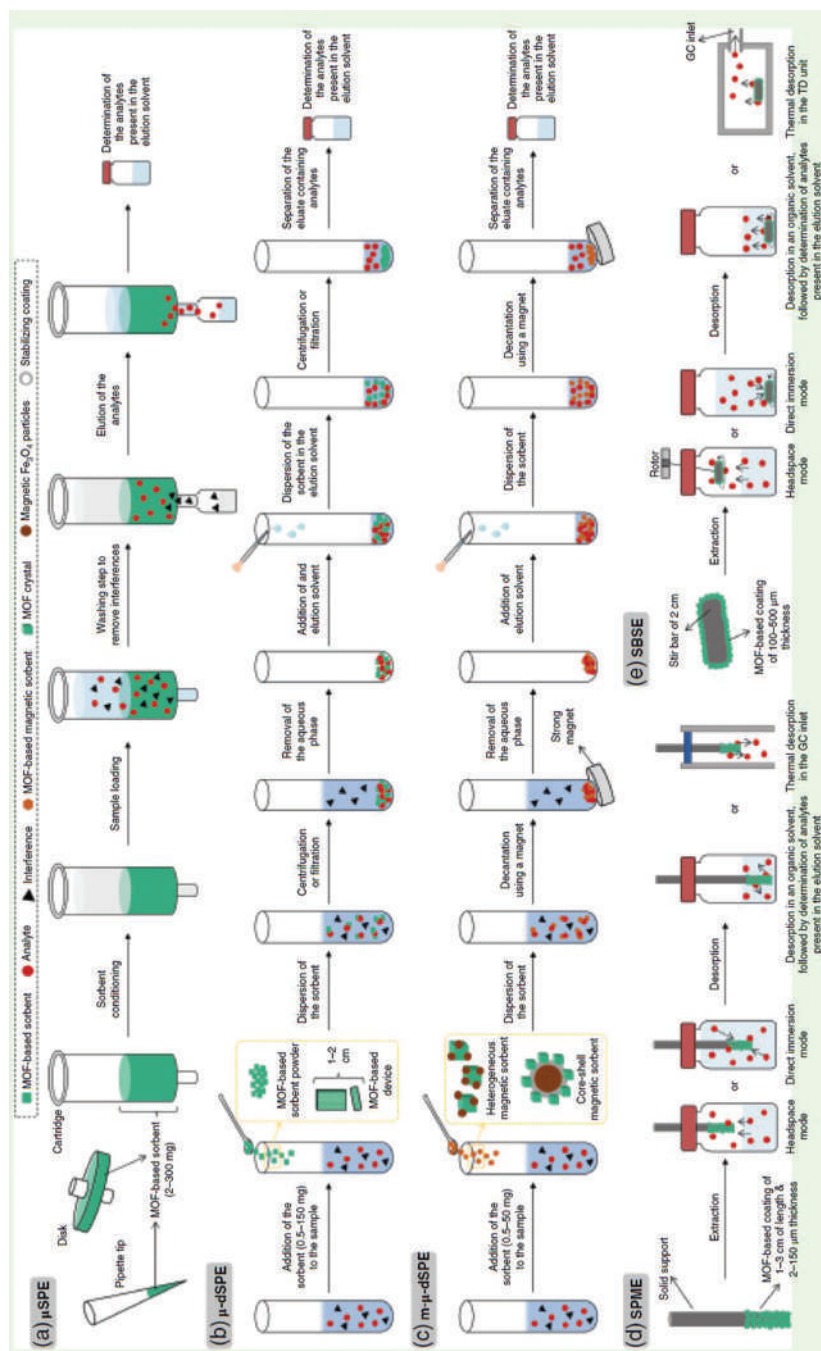 MOF-based sorbent
Analyte
Interference
MOF-based magnetic sorbent
MOF crystal
Magnetic Fe₃O₄ particles
Stabilizing coating
(a) μSPE
Pipette tip
Disk
Cartridge
MOF-based sorbent
(2–300 mg)
Sorbent
conditioning
Sample loading
Washing step to
remove interferences
Elution of the
analytes
Determination of
the analytes
present in the
elution solvent
(b) μ-dSPE
Addition of the
sorbent (0.5–150 mg)
to the sample
MOF-based
sorbent powder
1–2
cm
MOF-based
device
Dispersion of
the sorbent
Centrifugation
or filtration
Removal of the
aqueous phase
Addition of and
elution solvent
Dispersion of the
sorbent in the
elution solvent
Centrifugation or
filtration
Separation of the
eluate containing
analytes
Determination of
the analytes
present in the
elution solvent
(c) m-μ-dSPE
Addition of the
sorbent (0.5–50 mg)
to the sample
Heterogeneous
magnetic sorbent
Core-shell
magnetic sorbent
Dispersion of
the sorbent
Decantation
using a magnet
Strong
magnet
Removal of
the aqueous
phase
Addition of
elution solvent
Dispersion of
the sorbent
Decantation
using a magnet
Separation of the
eluate containing
analytes
Determination of
the analytes
present in the
elution solvent
(d) SPME
Solid support
MOF-based coating of
1–3 cm of length &
2–150 μm thickness
Extraction
Headspace
mode
or
Direct immersion
mode
Desorption
Desorption in an organic solvent,
followed by determination of analytes
present in the elution solvent
or
Thermal desorption
in the GC inlet
(e) SBSE
Stir bar of 2 cm
MOF-based coating
of 100–500 μm
thickness
Extraction
Rotor
Headspace
mode
or
Direct immersion
mode
Desorption
Desorption in an organic solvent,
followed by determination of analytes
present in the elution solvent
or
GC inlet
Thermal desorption
in the TD unit